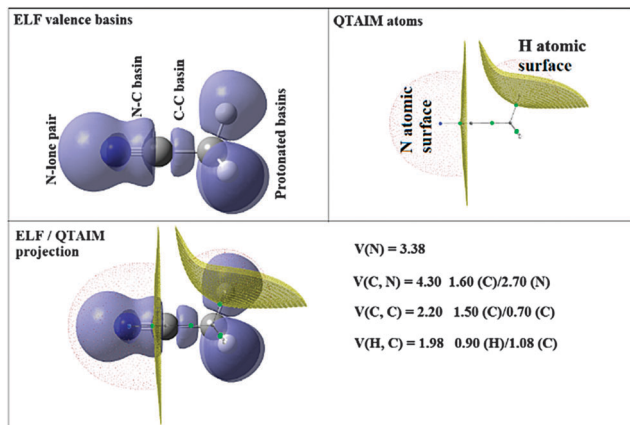 ELF valence basins
N-lone pair
N-C basin
C-C basin
Protonated basins
QTAIM atoms
H atomic
surface
N atomic
surface
ELF / QTAIM
projection
V(N) = 3.38
V(C, N) = 4.30 1.60 (C)/2.70 (N)
V(C, C) = 2.20 1.50 (C)/0.70 (C)
V(H, C) = 1.98 0.90 (H)/1.08 (C)